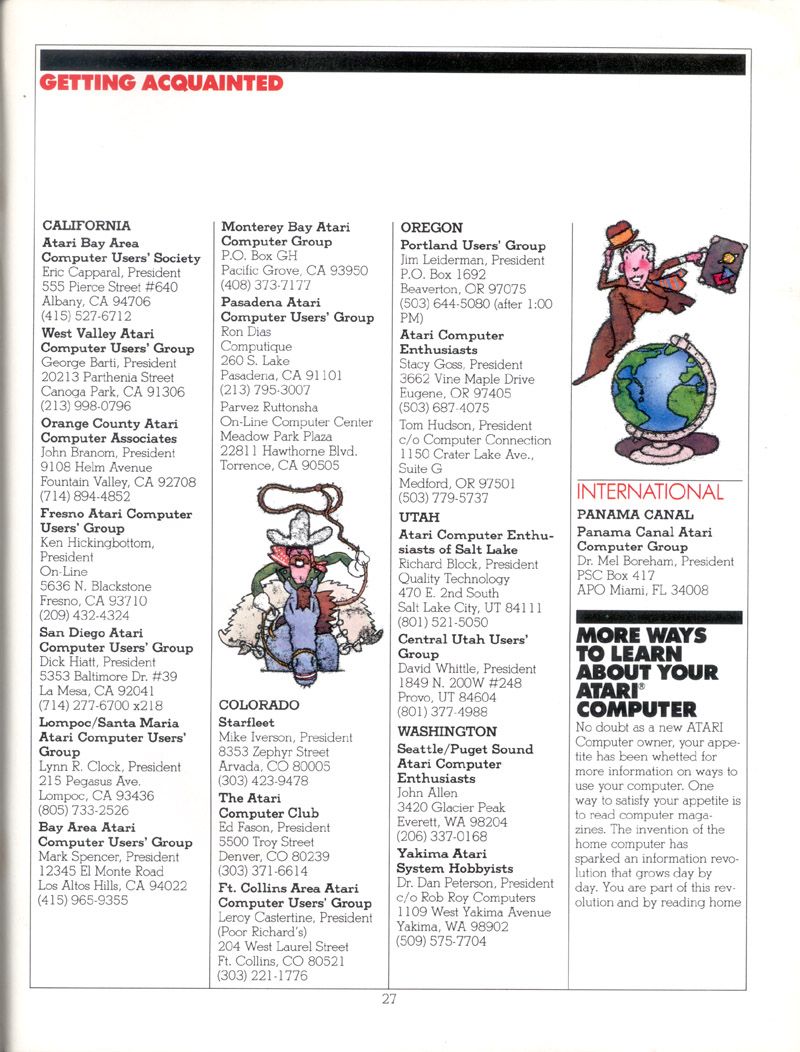 GETTING ACQUAINTED
CALIFORNIA
Atari Bay Area
Computer Users' Society
Eric Capparal, President
555 Pierce Street #640
Albany, CA 94706
(415) 527-6712
West Valley Atari
Computer Users' Group
George Barti, President
20213 Parthenia Street
Canoga Park, CA 91306
(213) 998-0796
Orange County Atari
Computer Associates
John Branom, President
9108 Helm Avenue
Fountain Valley, CA 92708
(714) 894-4852
Fresno Atari Computer
Users' Group
Ken Hickingbottom,
President
On-Line
5636 N. Blackstone
Fresno, CA 93710
(209) 432-4324
San Diego Atari
Computer Users' Group
Dick Hiatt, President
5353 Baltimore Dr. #39
La Mesa, CA 92041
(714) 277-6700 x218
Lompoc/Santa Maria
Atari Computer Users'
Group
Lynn R. Clock, President
215 Pegasus Ave.
Lompoc, CA 93436
(805) 733-2526
Bay Area Atari
Computer Users' Group
Mark Spencer, President
12345 El Monte Road
Los Altos Hills, CA 94022
(415) 965-9355
Monterey Bay Atari
Computer Group
P.O. Box GH
Pacific Grove, CA 93950
(408) 373-7177
Pasadena Atari
Computer Users' Group
Ron Dias
Computique
260 S. Lake
Pasadena, CA 91101
(213) 795-3007
Parvez Ruttonsha
On-Line Computer Center
Meadow Park Plaza
22811 Hawthorne Blvd.
Torrence, CA 90505
COLORADO
Starfleet
Mike Iverson, President
8353 Zephyr Street
Arvada, CO 80005
(303) 423-9478
The Atari
Computer Club
Ed Fason, President
5500 Troy Street
Denver, CO 80239
(303) 371-6614
Ft. Collins Area Atari
Computer Users' Group
Leroy Castertine, President
(Poor Richard's)
204 West Laurel Street
Ft. Collins, CO 80521
(303) 221-1776
OREGON
Portland Users' Group
Jim Leiderman, President
P.O. Box 1692
Beaverton, OR 97075
(503) 644-5080 (after 1:00
PM)
Atari Computer
Enthusiasts
Stacy Goss, President
3662 Vine Maple Drive
Eugene, OR 97405
(503) 687-4075
Tom Hudson, President
c/o Computer Connection
1150 Crater Lake Ave.,
Suite G
Medford, OR 97501
(503) 779-5737
UTAH
Atari Computer Enthu-
siasts of Salt Lake
Richard Block, President
Quality Technology
470 E. 2nd South
Salt Lake City, UT 84111
(801) 521-5050
Central Utah Users'
Group
David Whittle, President
1849 N. 200W #248
Provo, UT 84604
(801) 377-4988
WASHINGTON
Seattle/Puget Sound
Atari Computer
Enthusiasts
John Allen
3420 Glacier Peak
Everett, WA 98204
(206) 337-0168
Yakima Atari
System Hobbyists
Dr. Dan Peterson, President
c/o Rob Roy Computers
1109 West Yakima Avenue
Yakima, WA 98902
(509) 575-7704
INTERNATIONAL
PANAMA CANAL
Panama Canal Atari
Computer Group
Dr. Mel Boreham, President
PSC Box 417
APO Miami, FL 34008
MORE WAYS
TO LEARN
ABOUT YOUR
ATARI®
COMPUTER
No doubt as a new ATARI
Computer owner, your appe-
tite has been whetted for
more information on ways to
use your computer. One
way to satisfy your appetite is
to read computer maga-
zines. The invention of the
home computer has
sparked an information revo-
lution that grows day by
day. You are part of this rev-
olution and by reading home
27